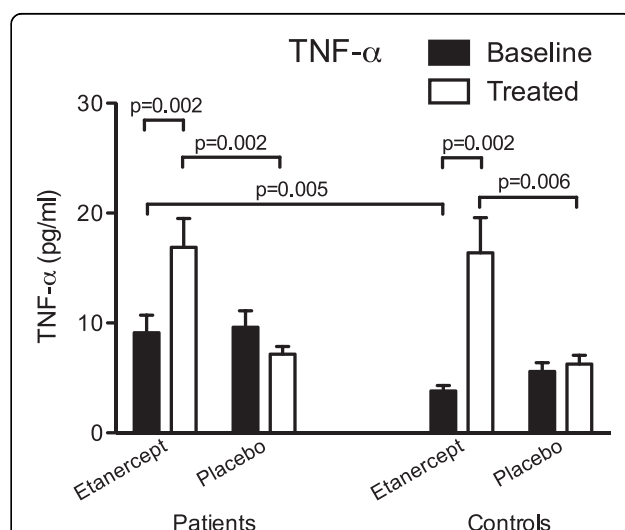 TNF-α
Baseline
Treated
30
20
10
0
TNF-α (pg/ml)
p=0.002
p=0.002
p=0.005
p=0.002
p=0.006
Etanercept
Placebo
Etanercept
Placebo
Patients
Controls